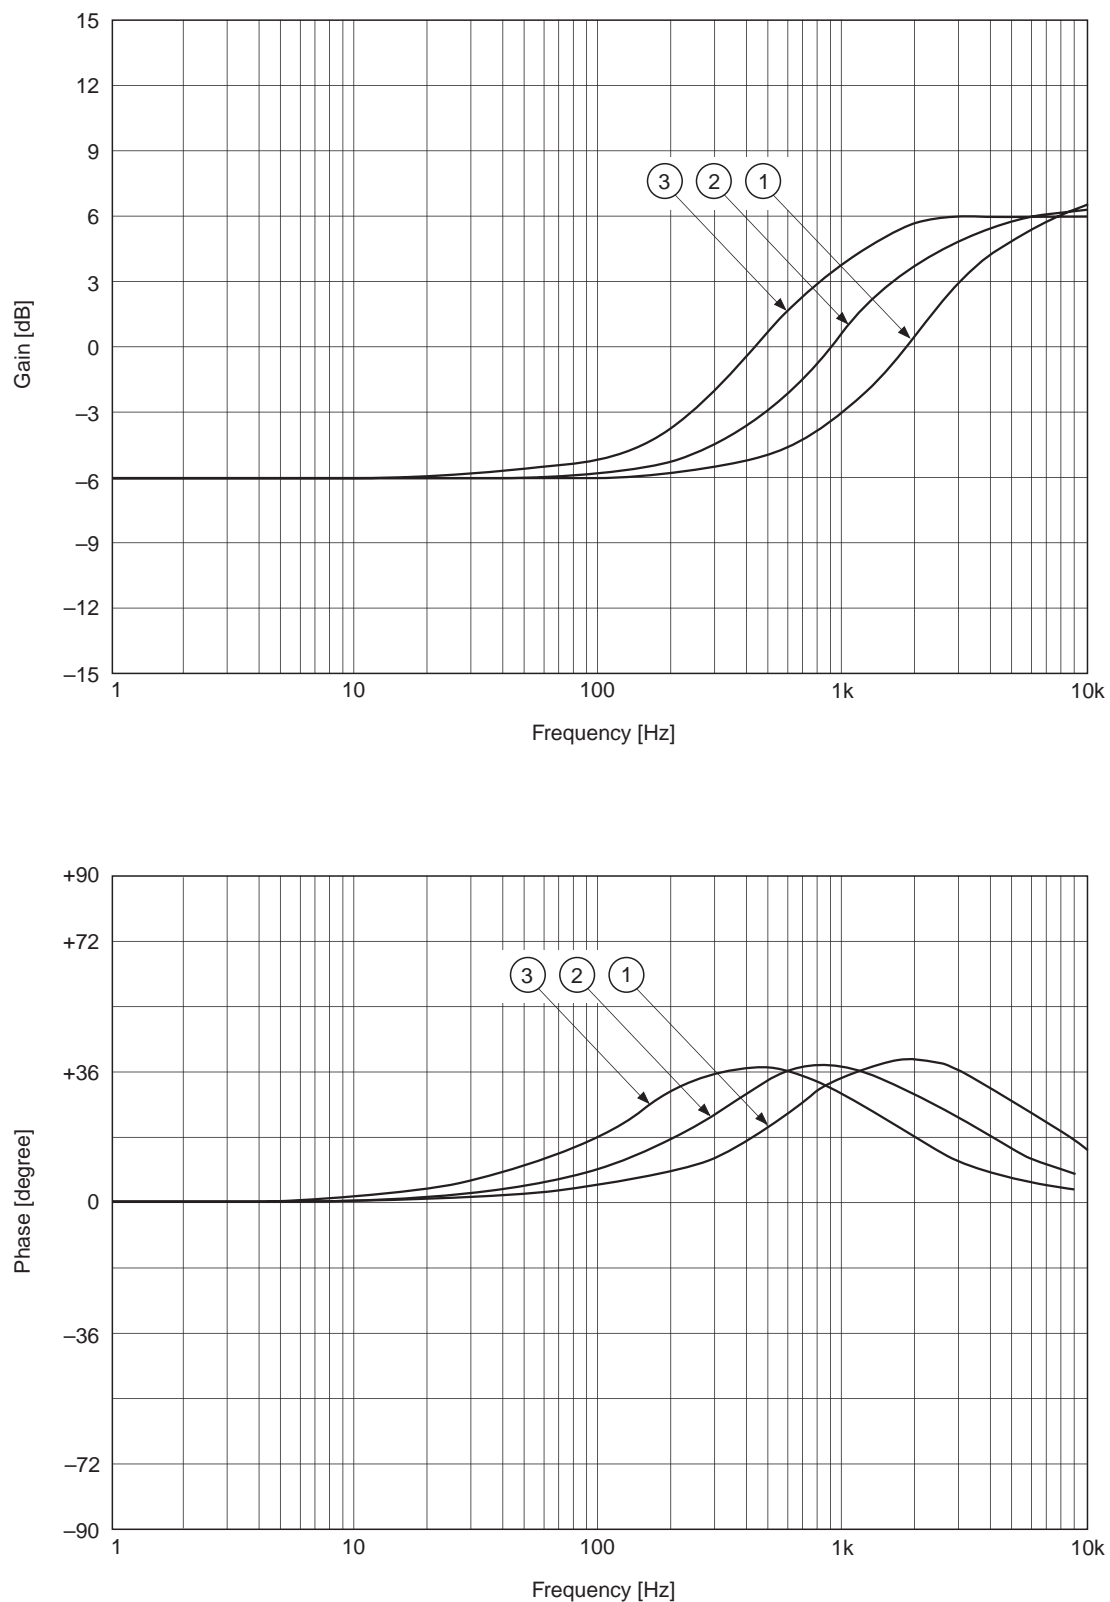 15
12
9
6
3
0
–3
–6
–9
–12
–15
Gain [dB]
3 2 1
1 10 100 1k 10k
Frequency [Hz]
+90
+72
+36
0
–36
–72
–90
Phase [degree]
3 2 1
1 10 100 1k 10k
Frequency [Hz]